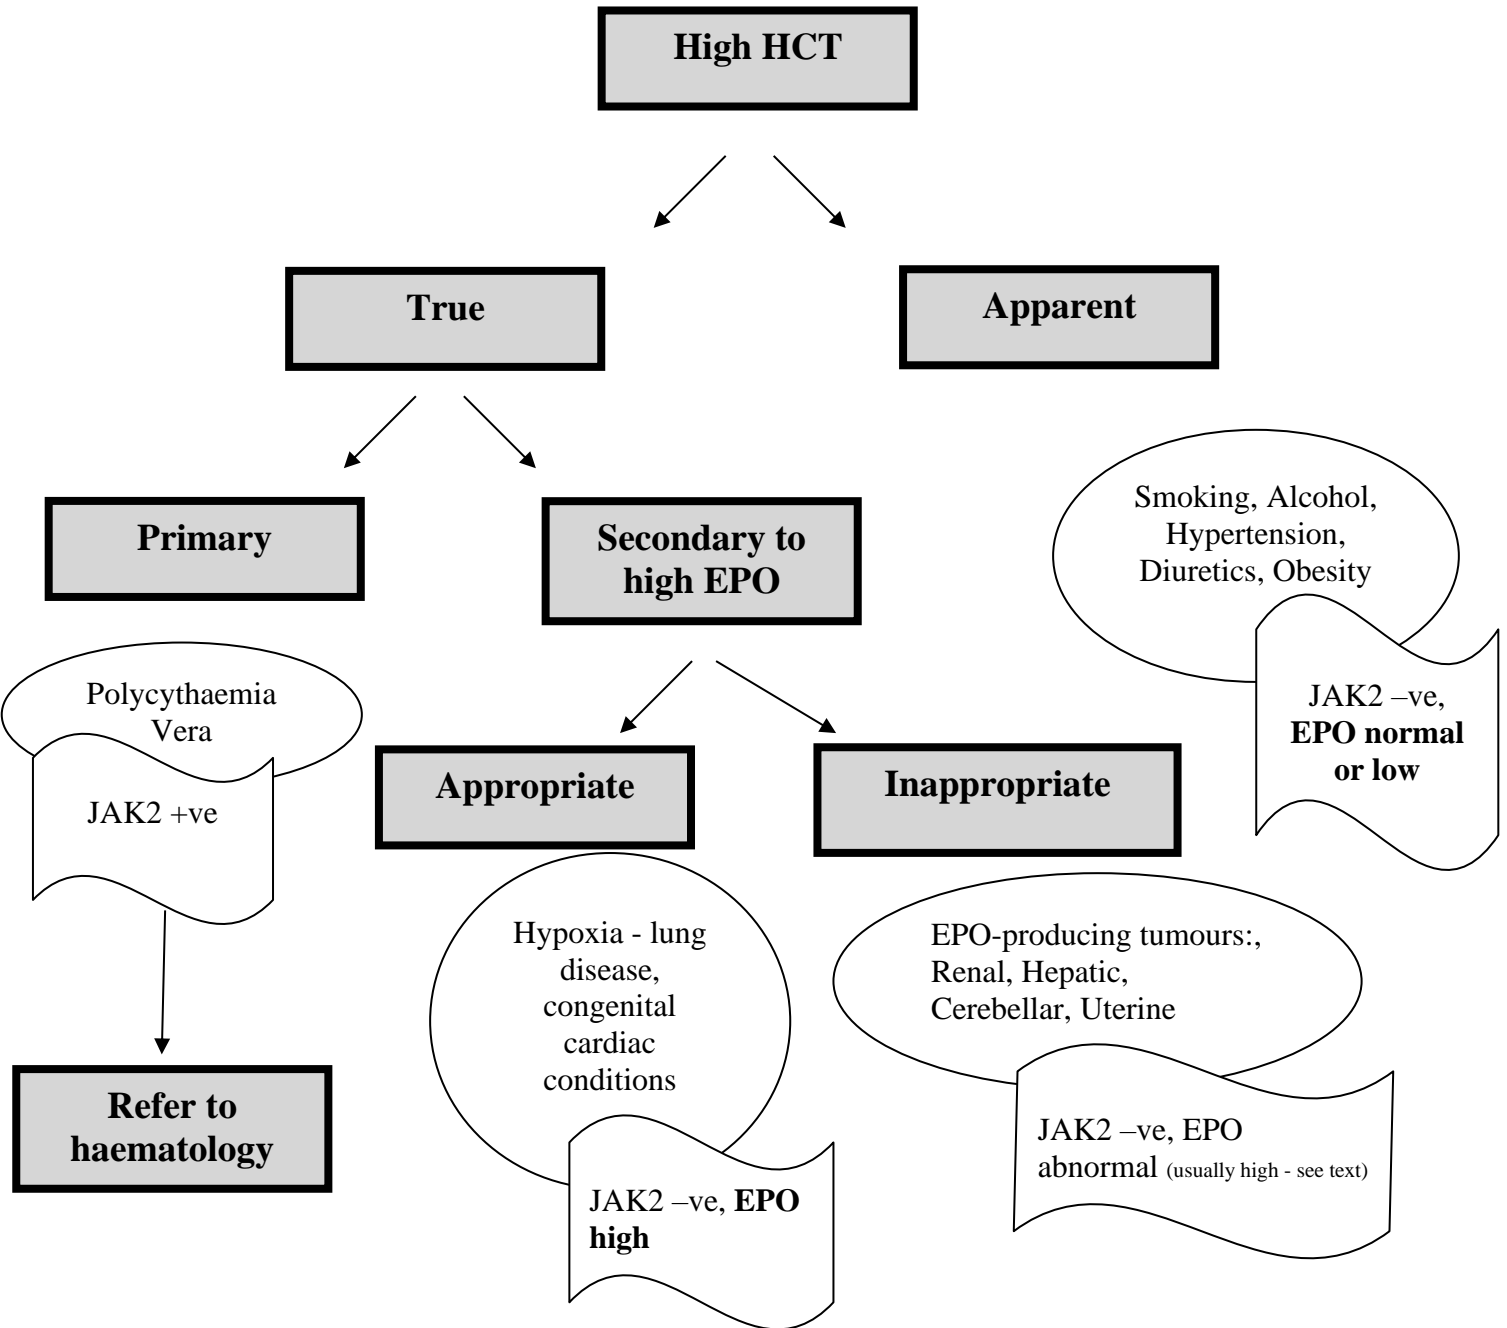 High HCT
True
Apparent
Primary
Secondary to
high EPO
Smoking, Alcohol,
Hypertension,
Diuretics, Obesity
JAK2 –ve,
EPO normal
or low
Polycythaemia
Vera
JAK2 +ve
Appropriate
Inappropriate
Hypoxia - lung
disease,
congenital
cardiac
conditions
EPO-producing tumours:,
Renal, Hepatic,
Cerebellar, Uterine
Refer to
haematology
JAK2 –ve, EPO
high
JAK2 –ve, EPO
abnormal (usually high - see text)